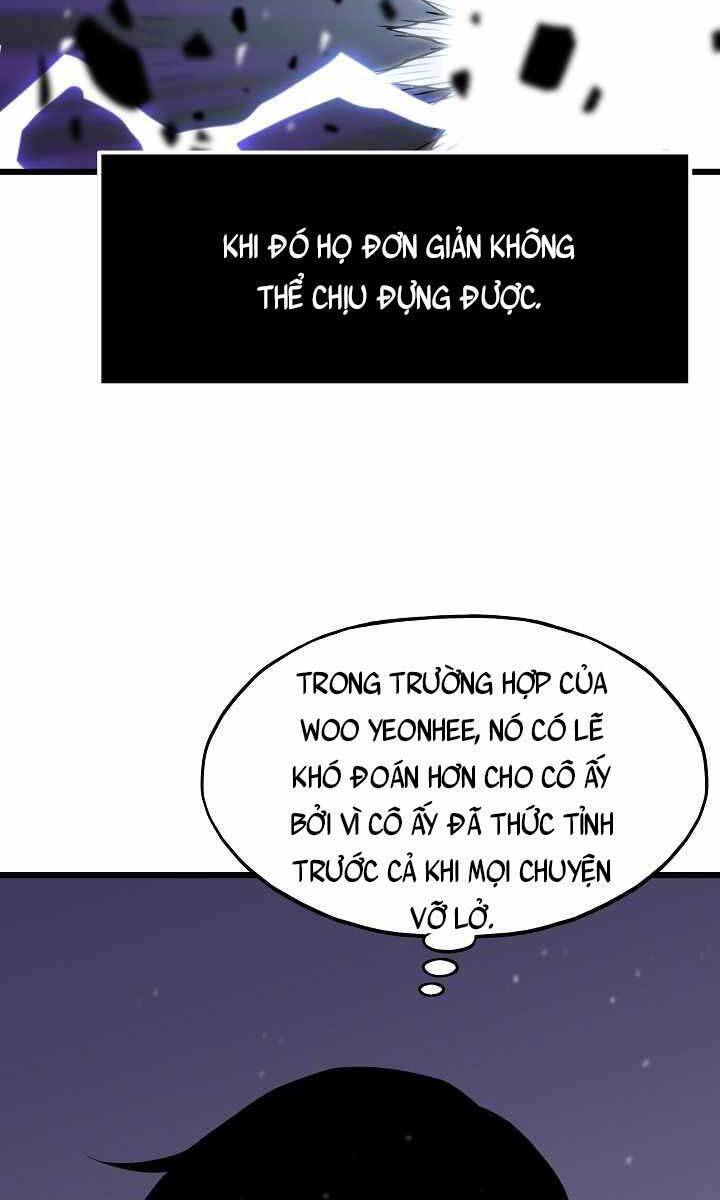 KHI ĐÓ HỌ ĐƠN GIẢN KHÔNG
THỂ CHỊU ĐỰNG ĐƯỢC.
TRONG TRƯỜNG HỢP CỦA
WOO YEONHEE, NÓ CÓ LẼ
KHÓ ĐOÁN HƠN CHO CÔ ẤY
BỞI VÌ CÔ ẤY ĐÃ THỨC TỈNH
TRƯỚC CẢ KHI MỌI CHUYỆN
VỠ LỞ.